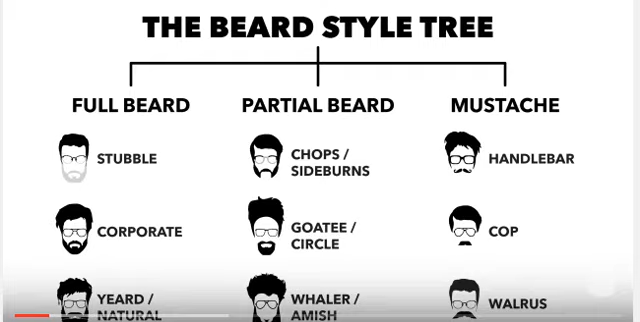 THE BEARD STYLE TREE
FULL BEARD
PARTIAL BEARD
MUSTACHE
STUBBLE
CHOPS /
SIDEBURNS
HANDLEBAR
CORPORATE
GOATEE /
CIRCLE
COP
YEARD /
NATURAL
WHALER /
AMISH
WALRUS